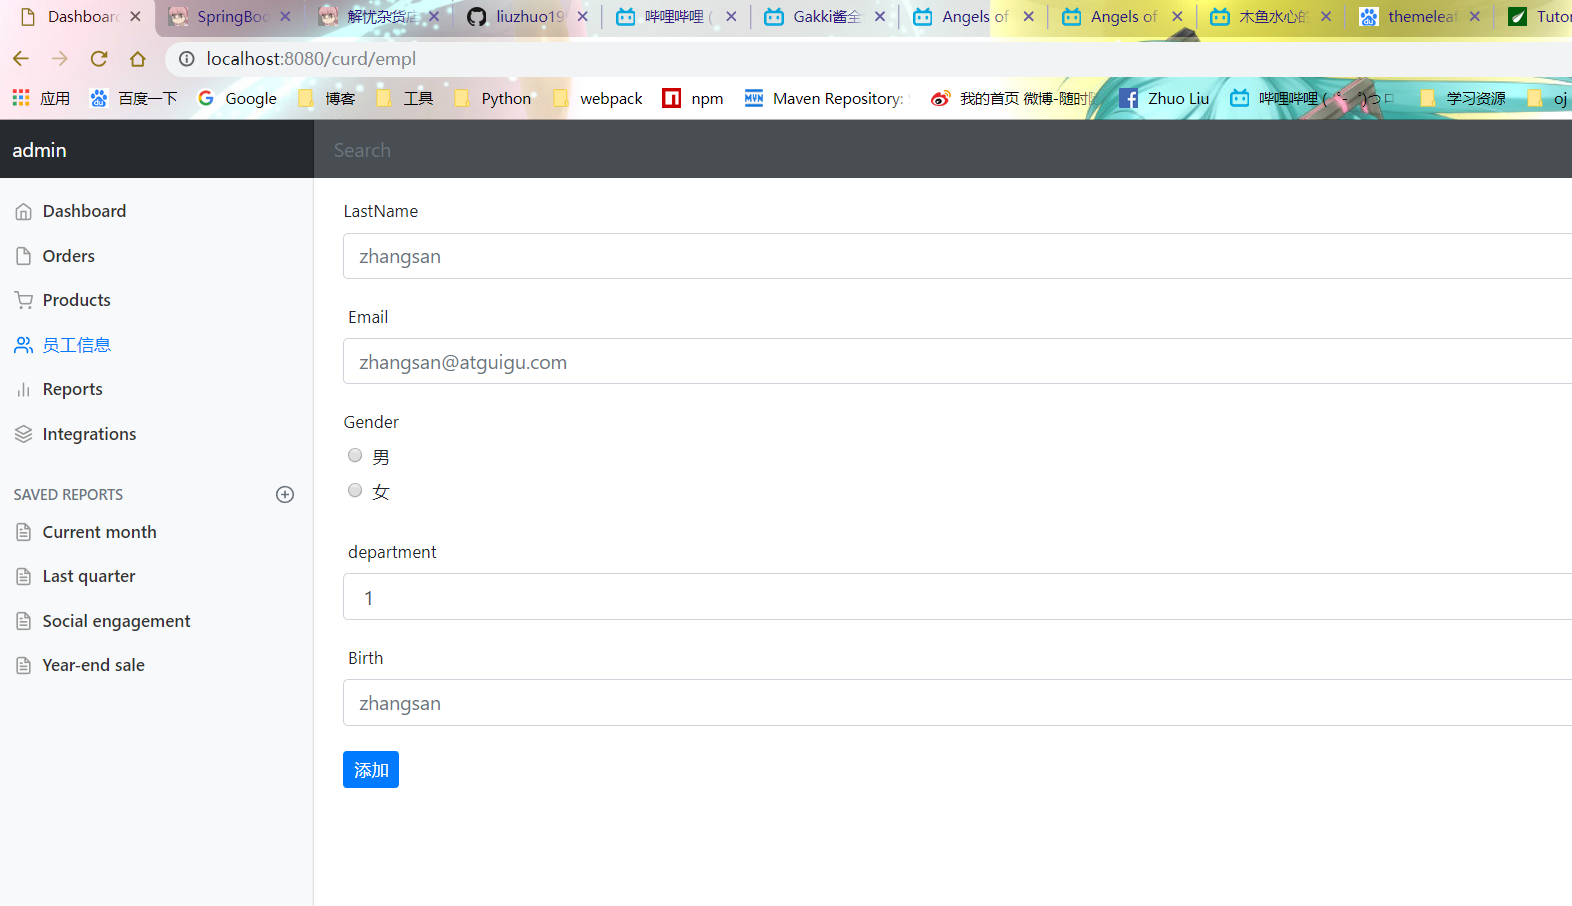 Dashboard SpringBoo 解忧杂货店 liuzhuo19 哔哩哔哩 ( Gakki酱全 Angels of Angels of 木鱼水心的 themeleaf Tutor
localhost:8080/curd/empl
应用 百度一下 Google 博客 工具 Python webpack npm Maven Repository: 我的首页 微博-随时随 Zhuo Liu 哔哩哔哩 ( ゜- ゜)つロ 学习资源 oj
admin Search
Dashboard
Orders
Products
员工信息
Reports
Integrations
SAVED REPORTS
Current month
Last quarter
Social engagement
Year-end sale
LastName
zhangsan
Email
zhangsan@atguigu.com
Gender
男
女
department
1
Birth
zhangsan
添加